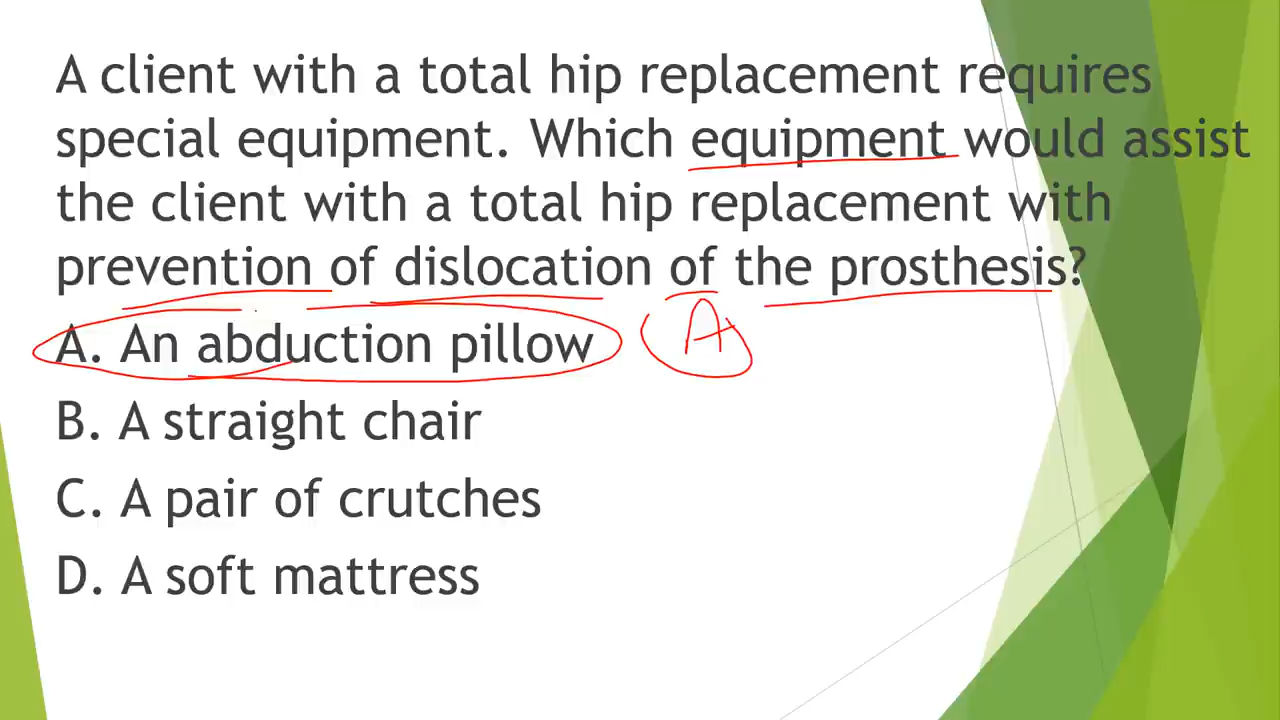 A client with a total hip replacement requires
special equipment. Which equipment would assist
the client with a total hip replacement with
prevention of dislocation of the prosthesis?
A. An abduction pillow A
B. A straight chair
C. A pair of crutches
D. A soft mattress